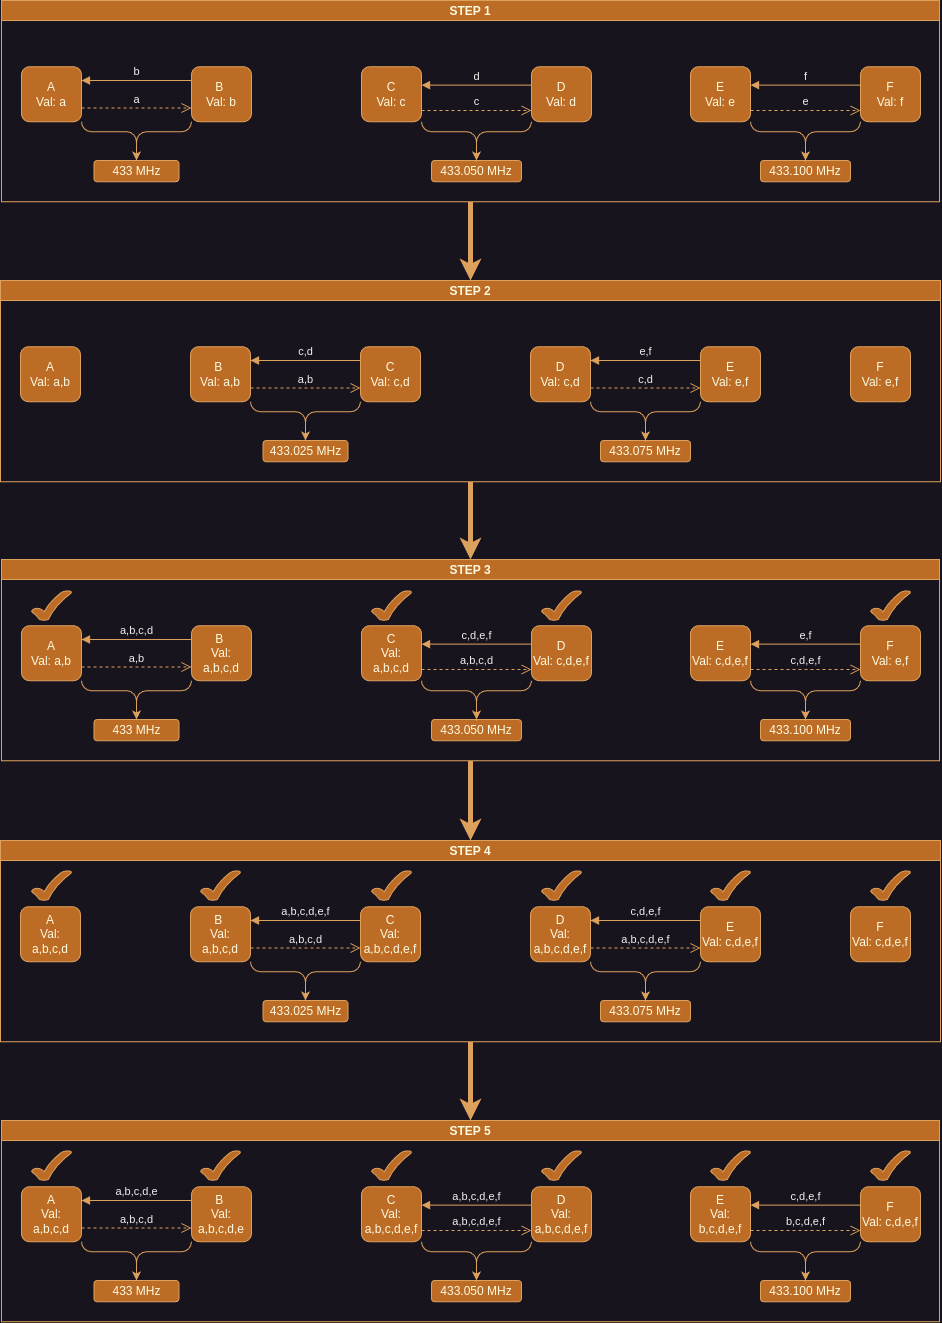 STEP 1
b
a
A
Val: a
B
Val: b
433 MHz
d
c
C
Val: c
D
Val: d
433.050 MHz
f
e
E
Val: e
F
Val: f
433.100 MHz
STEP 2
A
Val: a,b
c,d
a,b
B
Val: a,b
C
Val: c,d
433.025 MHz
e,f
c,d
D
Val: c,d
E
Val: e,f
433.075 MHz
F
Val: e,f
STEP 3
a,b,c,d
a,b
A
Val: a,b
B
Val:
a,b,c,d
433 MHz
c,d,e,f
a,b,c,d
C
Val:
a,b,c,d
D
Val: c,d,e,f
433.050 MHz
e,f
c,d,e,f
E
Val: c,d,e,f
F
Val: e,f
433.100 MHz
STEP 4
A
Val:
a,b,c,d
a,b,c,d,e,f
a,b,c,d
B
Val:
a,b,c,d
C
Val:
a,b,c,d,e,f
433.025 MHz
c,d,e,f
a,b,c,d,e,f
D
Val:
a,b,c,d,e,f
E
Val: c,d,e,f
433.075 MHz
F
Val: c,d,e,f
STEP 5
a,b,c,d,e
a,b,c,d
A
Val:
a,b,c,d
B
Val:
a,b,c,d,e
433 MHz
a,b,c,d,e,f
a,b,c,d,e,f
C
Val:
a,b,c,d,e,f
D
Val:
a,b,c,d,e,f
433.050 MHz
c,d,e,f
b,c,d,e,f
E
Val:
b,c,d,e,f
F
Val: c,d,e,f
433.100 MHz